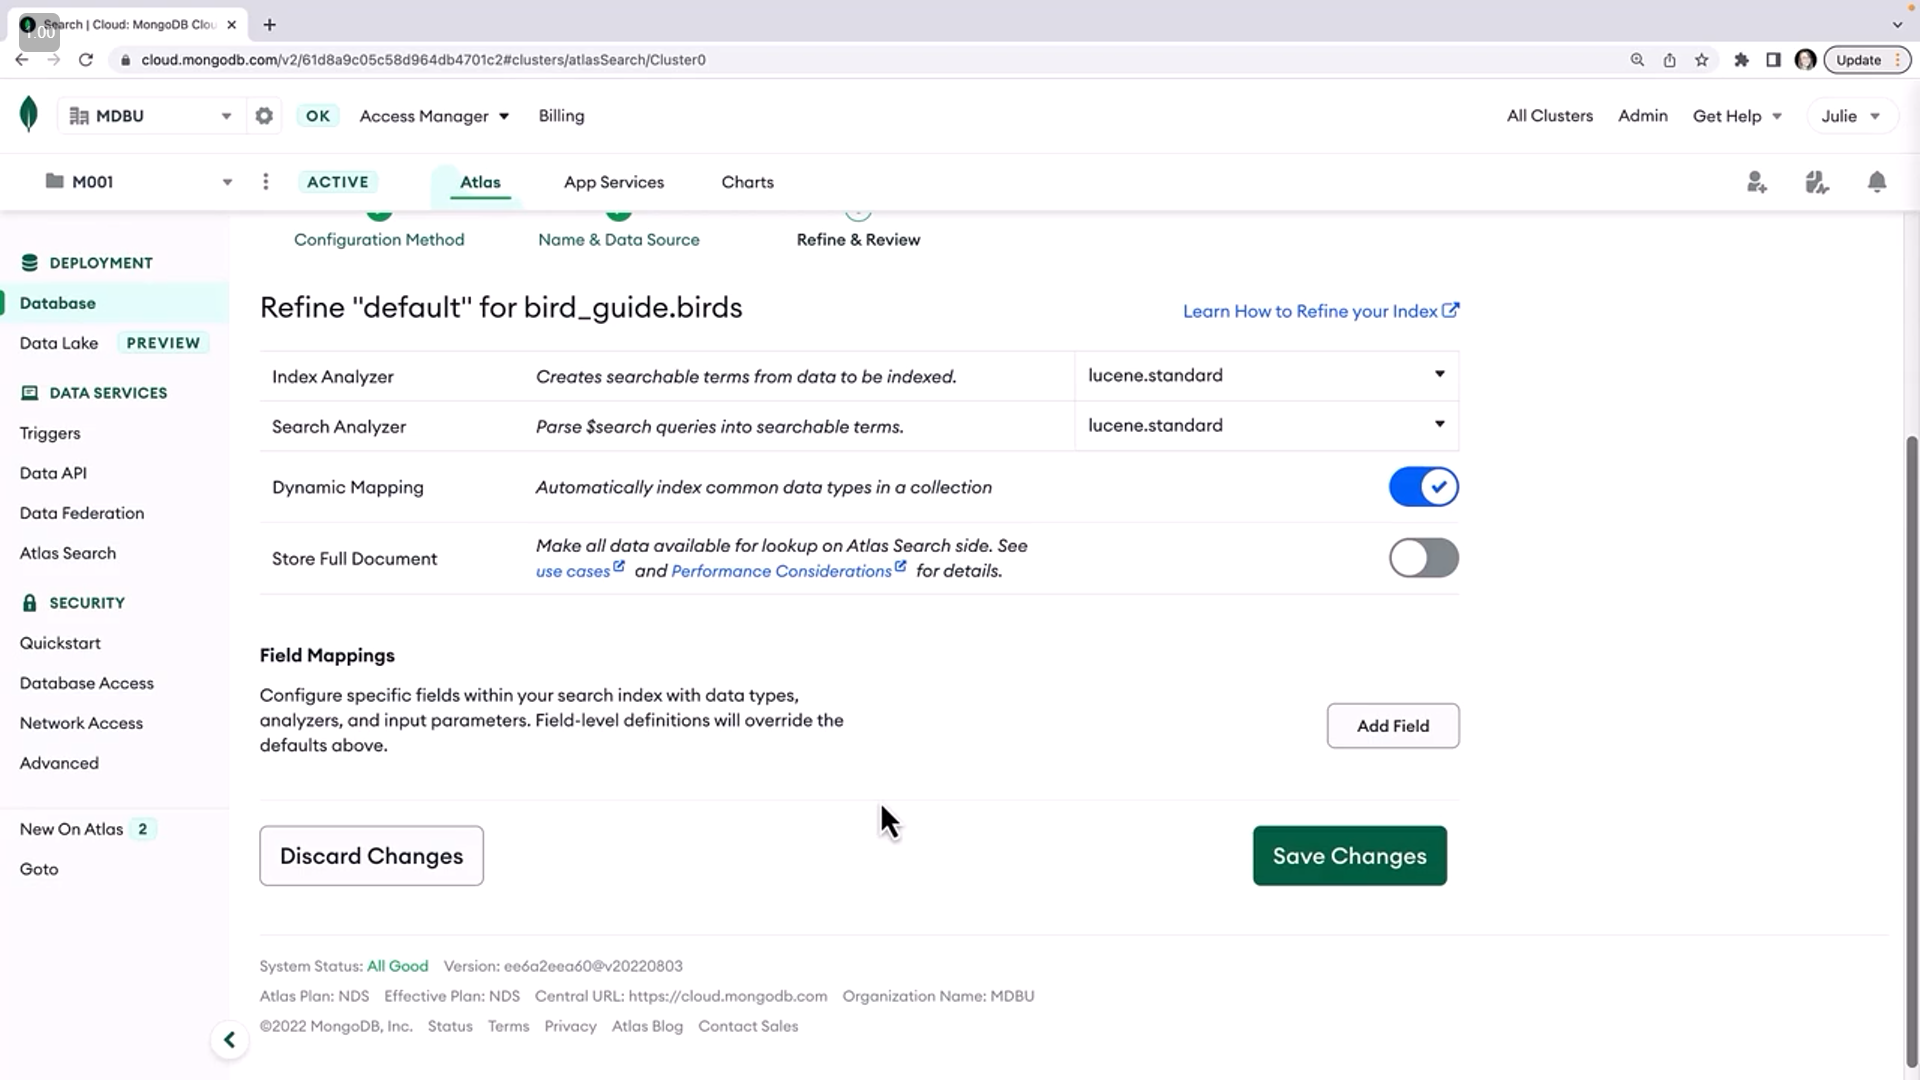 Search | Cloud: MongoDB Clou
1.00
cloud.mongodb.com/v2/61d8a9c05c58d964db4701c2#clusters/atlasSearch/Cluster0
Update
MDBU
OK
Access Manager
Billing
All Clusters
Admin
Get Help
Julie
M001
ACTIVE
Atlas
App Services
Charts
DEPLOYMENT
Database
Data Lake PREVIEW
DATA SERVICES
Triggers
Data API
Data Federation
Atlas Search
SECURITY
Quickstart
Database Access
Network Access
Advanced
New On Atlas 2
Goto
Configuration Method
Name & Data Source
Refine & Review
Refine "default" for bird_guide.birds
Learn How to Refine your Index
Index Analyzer
Creates searchable terms from data to be indexed.
lucene.standard
Search Analyzer
Parse $search queries into searchable terms.
lucene.standard
Dynamic Mapping
Automatically index common data types in a collection
Store Full Document
Make all data available for lookup on Atlas Search side. See
use cases and Performance Considerations for details.
Field Mappings
Configure specific fields within your search index with data types,
analyzers, and input parameters. Field-level definitions will override the
defaults above.
Add Field
Discard Changes
Save Changes
System Status: All Good Version: ee6a2eea60@v20220803
Atlas Plan: NDS Effective Plan: NDS Central URL: https://cloud.mongodb.com Organization Name: MDBU
©2022 MongoDB, Inc. Status Terms Privacy Atlas Blog Contact Sales